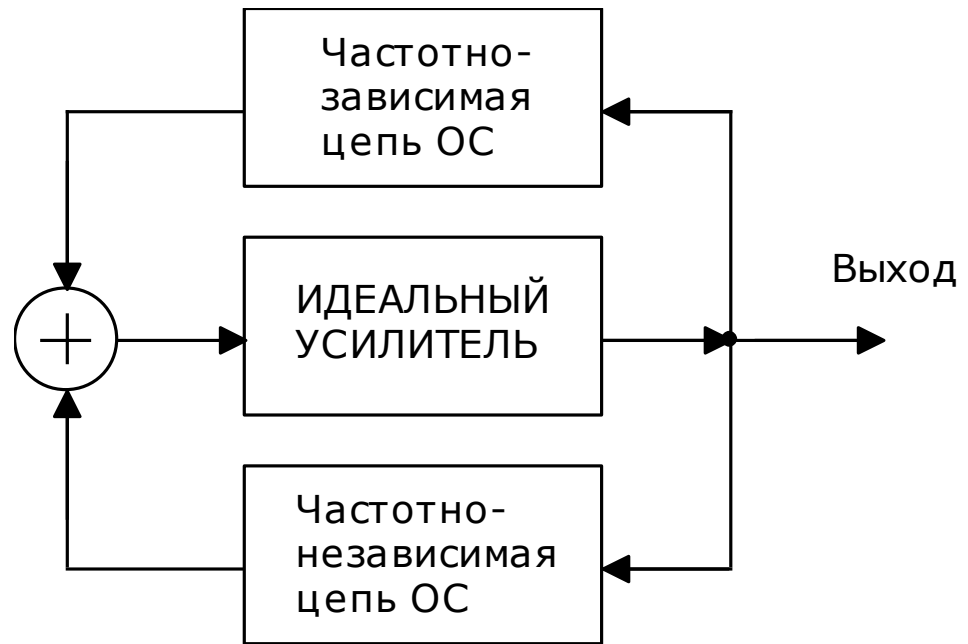 Частотно-
зависимая
цепь ОС
Выход
ИДЕАЛЬНЫЙ
УСИЛИТЕЛЬ
Частотно-
независимая
цепь ОС